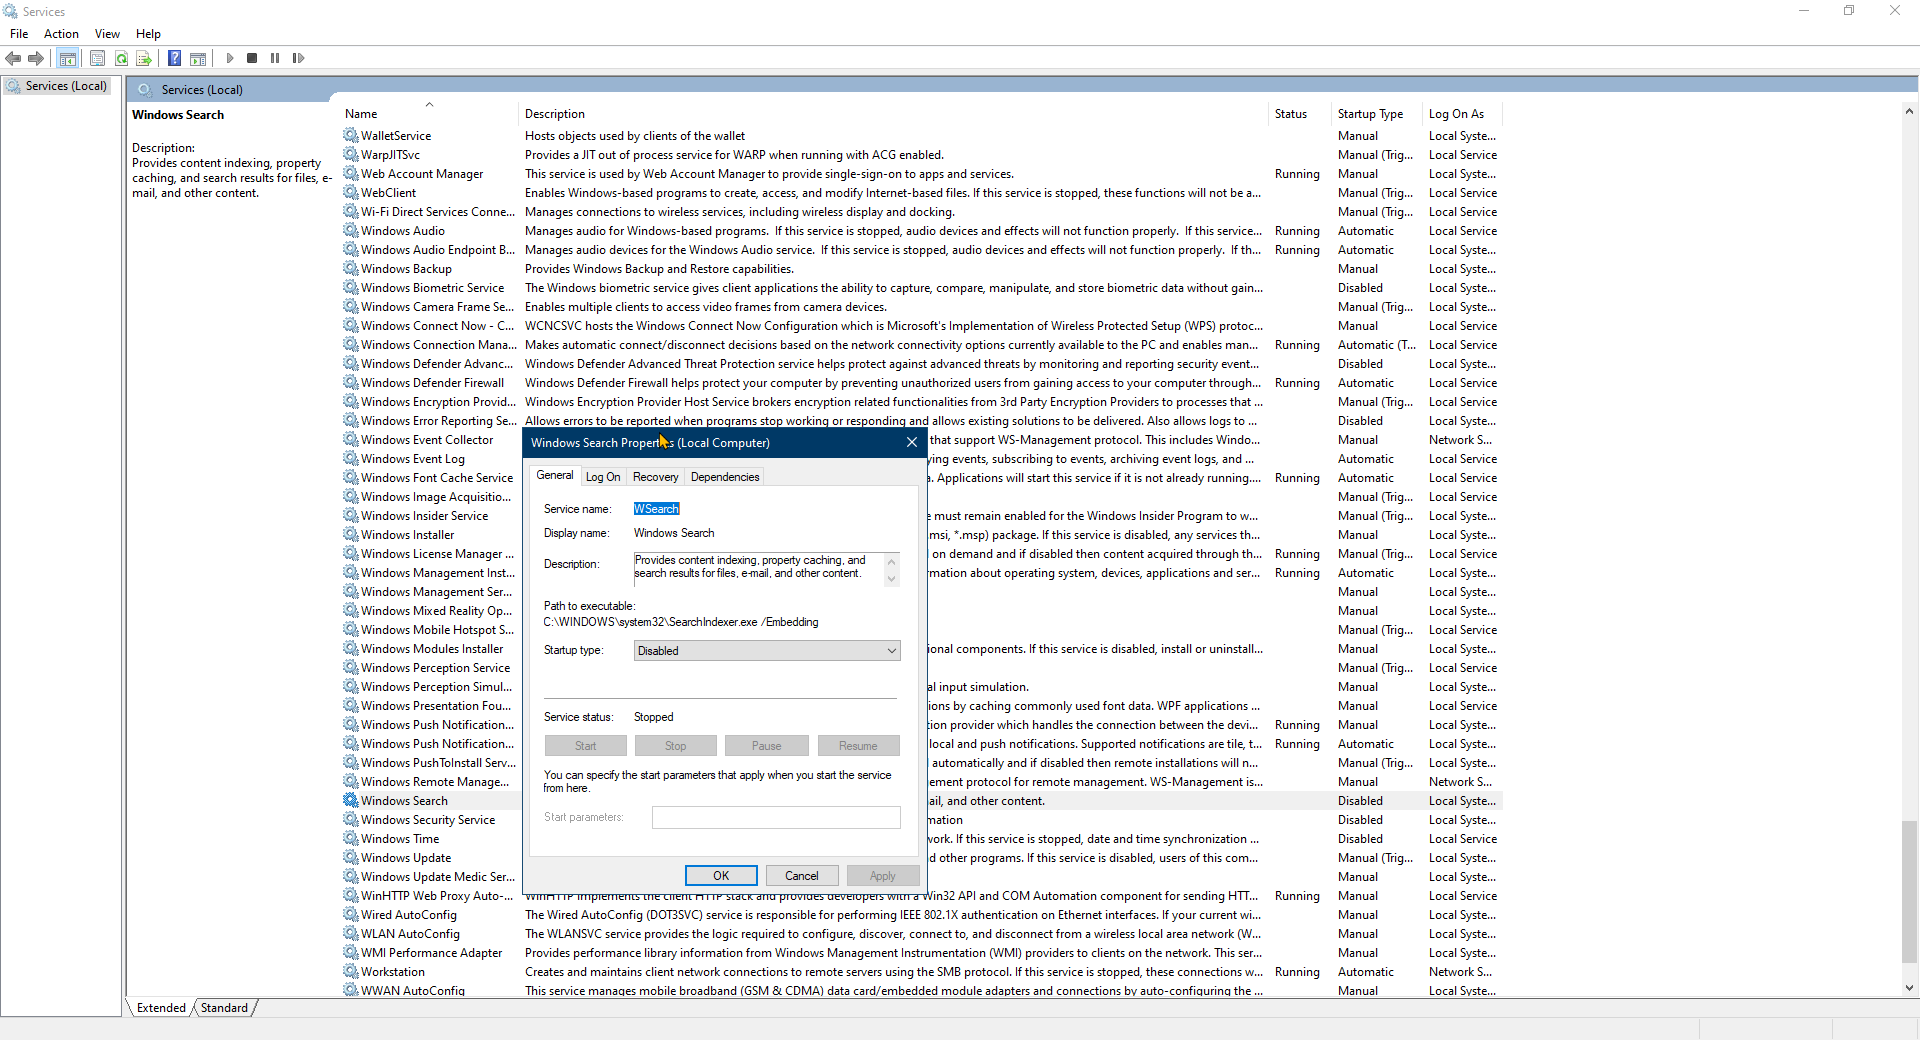 Services
File Action View Help
Services (Local)
Services (Local)
Windows Search
Description:
Provides content indexing, property
caching, and search results for files, e-
mail, and other content.
Name Description Status Startup Type Log On As
WalletService Hosts objects used by clients of the wallet Manual Local Syste...
WarpJITSvc Provides a JIT out of process service for WARP when running with ACG enabled. Manual (Trig... Local Service
Web Account Manager This service is used by Web Account Manager to provide single-sign-on to apps and services. Running Manual Local Syste...
WebClient Enables Windows-based programs to create, access, and modify Internet-based files. If this service is stopped, these functions will not be a... Manual (Trig... Local Service
Wi-Fi Direct Services Conne... Manages connections to wireless services, including wireless display and docking. Manual (Trig... Local Service
Windows Audio Manages audio for Windows-based programs. If this service is stopped, audio devices and effects will not function properly. If this service... Running Automatic Local Service
Windows Audio Endpoint B... Manages audio devices for the Windows Audio service. If this service is stopped, audio devices and effects will not function properly. If th... Running Automatic Local Syste...
Windows Backup Provides Windows Backup and Restore capabilities. Manual Local Syste...
Windows Biometric Service The Windows biometric service gives client applications the ability to capture, compare, manipulate, and store biometric data without gain... Disabled Local Syste...
Windows Camera Frame Se... Enables multiple clients to access video frames from camera devices. Manual (Trig... Local Syste...
Windows Connect Now - C... WCNCSVC hosts the Windows Connect Now Configuration which is Microsoft's Implementation of Wireless Protected Setup (WPS) protoc... Manual Local Service
Windows Connection Mana... Makes automatic connect/disconnect decisions based on the network connectivity options currently available to the PC and enables man... Running Automatic (T... Local Service
Windows Defender Advanc... Windows Defender Advanced Threat Protection service helps protect against advanced threats by monitoring and reporting security event... Disabled Local Syste...
Windows Defender Firewall Windows Defender Firewall helps protect your computer by preventing unauthorized users from gaining access to your computer through... Running Automatic Local Service
Windows Encryption Provid... Windows Encryption Provider Host Service brokers encryption related functionalities from 3rd Party Encryption Providers to processes that ... Manual (Trig... Local Service
Windows Error Reporting Se... Allows errors to be reported when programs stop working or responding and allows existing solutions to be delivered. Also allows logs to ... Disabled Local Syste...
Windows Event Collector that support WS-Management protocol. This includes Windo... Manual Network S...
Windows Event Log ying events, subscribing to events, archiving event logs, and ... Automatic Local Service
Windows Font Cache Service a. Applications will start this service if it is not already running.... Running Automatic Local Service
Windows Image Acquisitio... Manual (Trig... Local Service
Windows Insider Service e must remain enabled for the Windows Insider Program to w... Manual (Trig... Local Syste...
Windows Installer .msi, *.msp) package. If this service is disabled, any services th... Manual Local Syste...
Windows License Manager ... on demand and if disabled then content acquired through th... Running Manual (Trig... Local Service
Windows Management Inst... mation about operating system, devices, applications and ser... Running Automatic Local Syste...
Windows Management Ser... Manual Local Syste...
Windows Mixed Reality Op... Manual Local Syste...
Windows Mobile Hotspot S... Manual (Trig... Local Service
Windows Modules Installer ional components. If this service is disabled, install or uninstall... Manual Local Syste...
Windows Perception Service Manual (Trig... Local Service
Windows Perception Simul... al input simulation. Manual Local Syste...
Windows Presentation Fou... ions by caching commonly used font data. WPF applications ... Manual Local Service
Windows Push Notification... tion provider which handles the connection between the devi... Running Manual Local Syste...
Windows Push Notification... local and push notifications. Supported notifications are tile, t... Running Automatic Local Syste...
Windows PushToInstall Serv... automatically and if disabled then remote installations will n... Manual (Trig... Local Syste...
Windows Remote Manage... ement protocol for remote management. WS-Management is... Manual Network S...
Windows Search ail, and other content. Disabled Local Syste...
Windows Security Service mation Disabled Local Syste...
Windows Time work. If this service is stopped, date and time synchronization ... Disabled Local Service
Windows Update d other programs. If this service is disabled, users of this com... Manual (Trig... Local Syste...
Windows Update Medic Ser... Manual Local Syste...
WinHTTP Web Proxy Auto-... WinHTTP implements the client HTTP stack and provides developers with a Win32 API and COM Automation component for sending HTT... Running Manual Local Service
Wired AutoConfig The Wired AutoConfig (DOT3SVC) service is responsible for performing IEEE 802.1X authentication on Ethernet interfaces. If your current wi... Manual Local Syste...
WLAN AutoConfig The WLANSVC service provides the logic required to configure, discover, connect to, and disconnect from a wireless local area network (W... Manual Local Syste...
WMI Performance Adapter Provides performance library information from Windows Management Instrumentation (WMI) providers to clients on the network. This ser... Manual Local Syste...
Workstation Creates and maintains client network connections to remote servers using the SMB protocol. If this service is stopped, these connections w... Running Automatic Network S...
WWAN AutoConfig This service manages mobile broadband (GSM & CDMA) data card/embedded module adapters and connections by auto-configuring the ... Manual Local Syste...
Windows Search Properties (Local Computer)
General Log On Recovery Dependencies
Service name: WSearch
Display name: Windows Search
Description: Provides content indexing, property caching, and
search results for files, e-mail, and other content.
Path to executable:
C:\WINDOWS\system32\SearchIndexer.exe /Embedding
Startup type: Disabled
Service status: Stopped
Start Stop Pause Resume
You can specify the start parameters that apply when you start the service
from here.
Start parameters:
OK Cancel Apply
Extended Standard